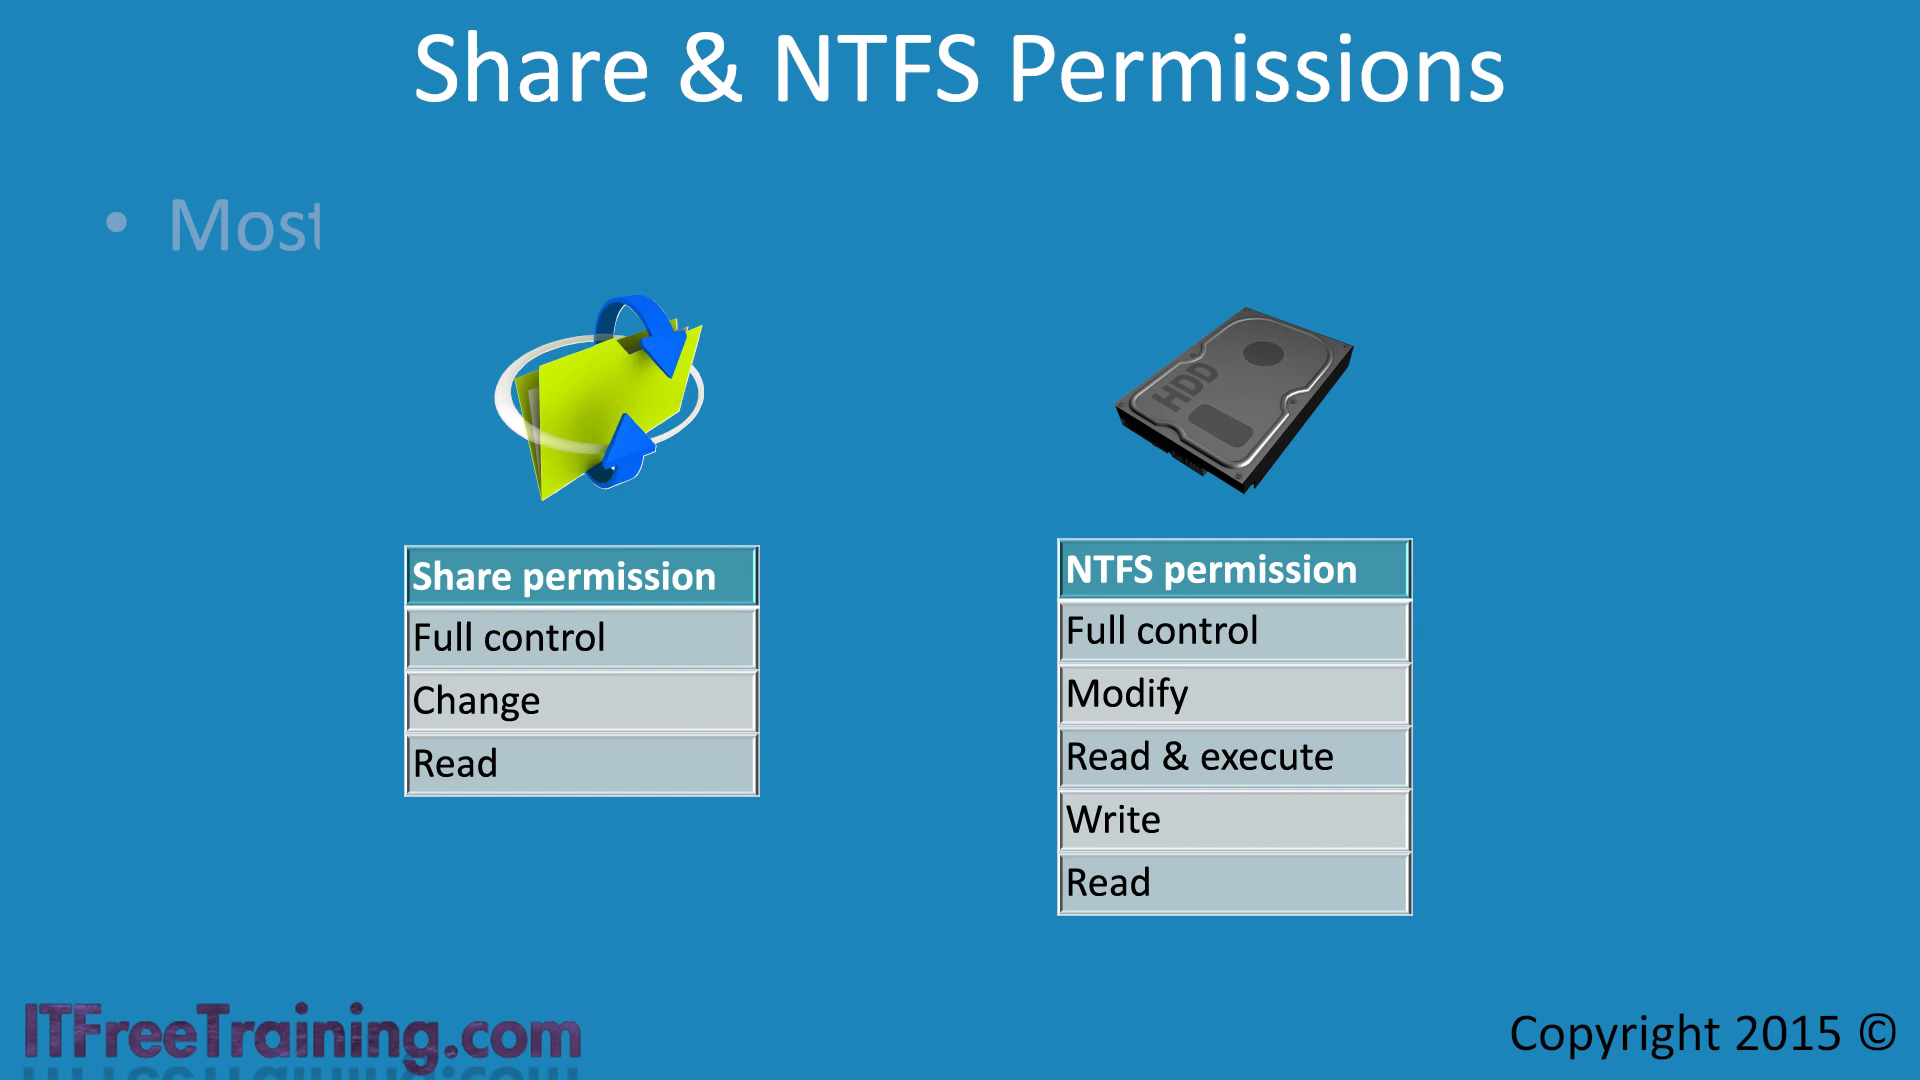 Share & NTFS Permissions
• Most
HDD
Share permission
Full control
Change
Read
NTFS permission
Full control
Modify
Read & execute
Write
Read
ITFreeTraining.com
Copyright 2015 ©